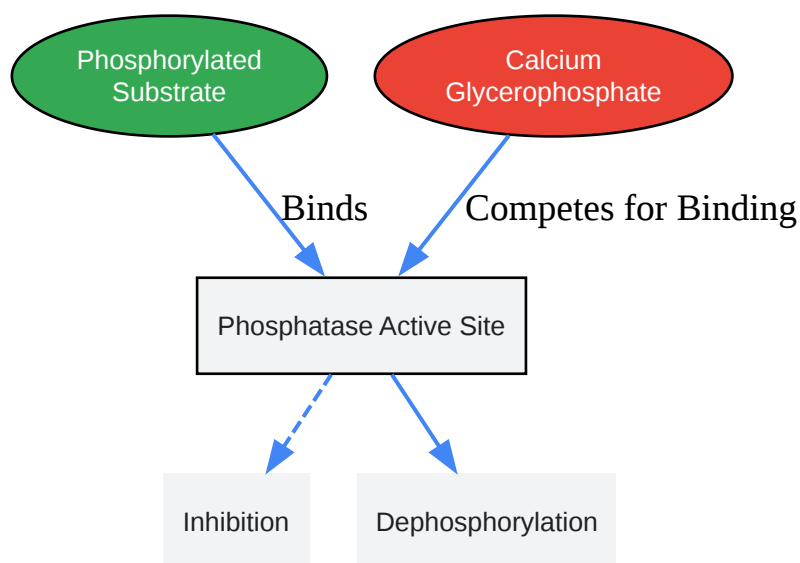 Phosphorylated
Substrate
Calcium
Glycerophosphate
Binds
Competes for Binding
Phosphatase Active Site
Inhibition
Dephosphorylation